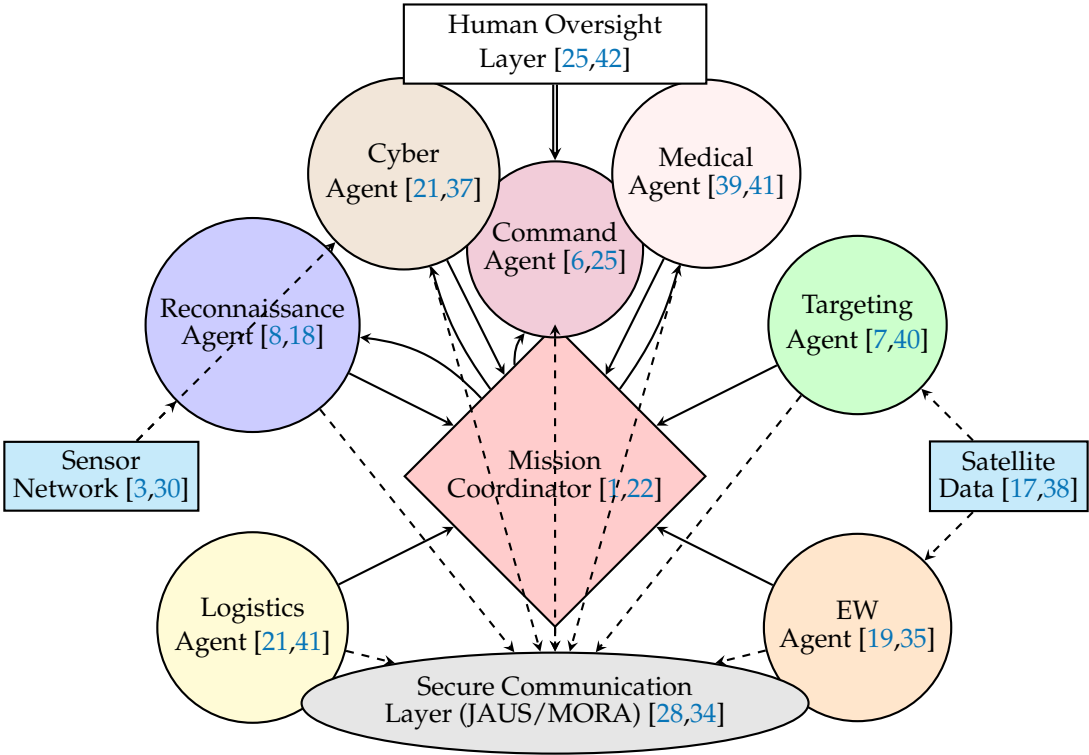 Human Oversight
Layer [25,42]
Cyber
Agent [21,37]
Medical
Agent [39,41]
Command
Agent [6,25]
Reconnaissance
Agent [8,18]
Targeting
Agent [7,40]
Sensor
Network [3,30]
Mission
Coordinator [1,22]
Satellite
Data [17,38]
Logistics
Agent [21,41]
EW
Agent [19,35]
Secure Communication
Layer (JAUS/MORA) [28,34]